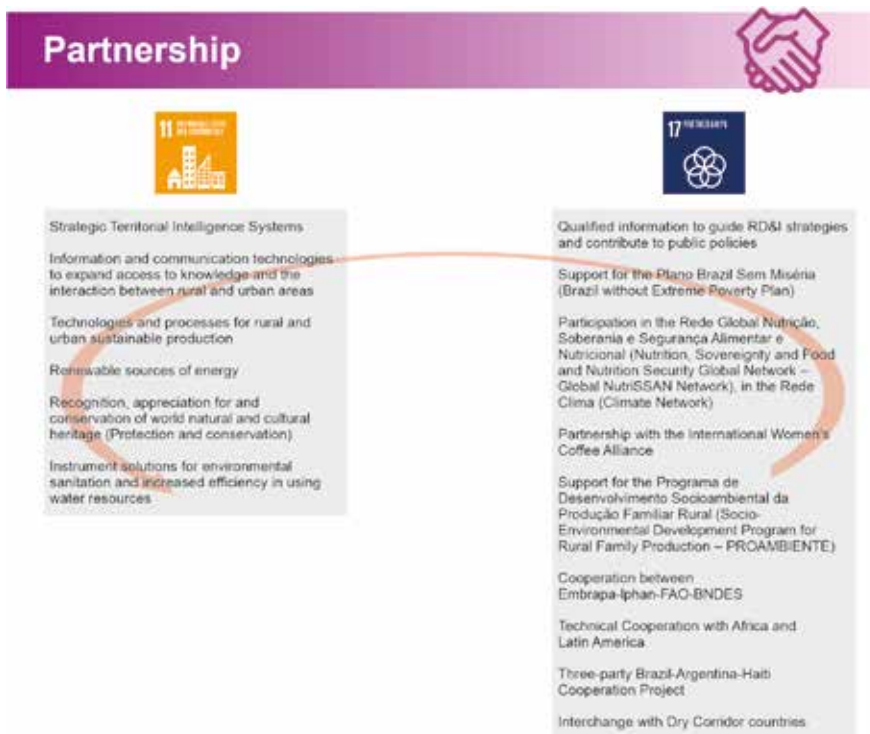 Partnership
11
Strategic Territorial Intelligence Systems
Information and communication technologies
to expand access to knowledge and the
interaction between rural and urban areas
Technologies and processes for rural and
urban sustainable production
Renewable sources of energy
Recognition, appreciation for and
conservation of world natural and cultural
heritage (Protection and conservation)
Instrument solutions for environmental
sanitation and increased efficiency in using
water resources
17
Qualified information to guide RD&I strategies
and contribute to public policies
Support for the Plano Brazil Sem Miséria
(Brazil without Extreme Poverty Plan)
Participation in the Rede Global Nutrição,
Soberania e Segurança Alimentar e
Nutricional (Nutrition, Sovereignty and Food
and Nutrition Security Global Network –
Global NutriSSAN Network), in the Rede
Clima (Climate Network)
Partnership with the International Women's
Coffee Alliance
Support for the Programa de
Desenvolvimento Socioambiental da
Produção Familiar Rural (Socio-
Environmental Development Program for
Rural Family Production – PROAMBIENTE)
Cooperation between
Embrapa-Iphan-FAO-BNDES
Technical Cooperation with Africa and
Latin America
Three-party Brazil-Argentina-Haiti
Cooperation Project
Interchange with Dry Corridor countries